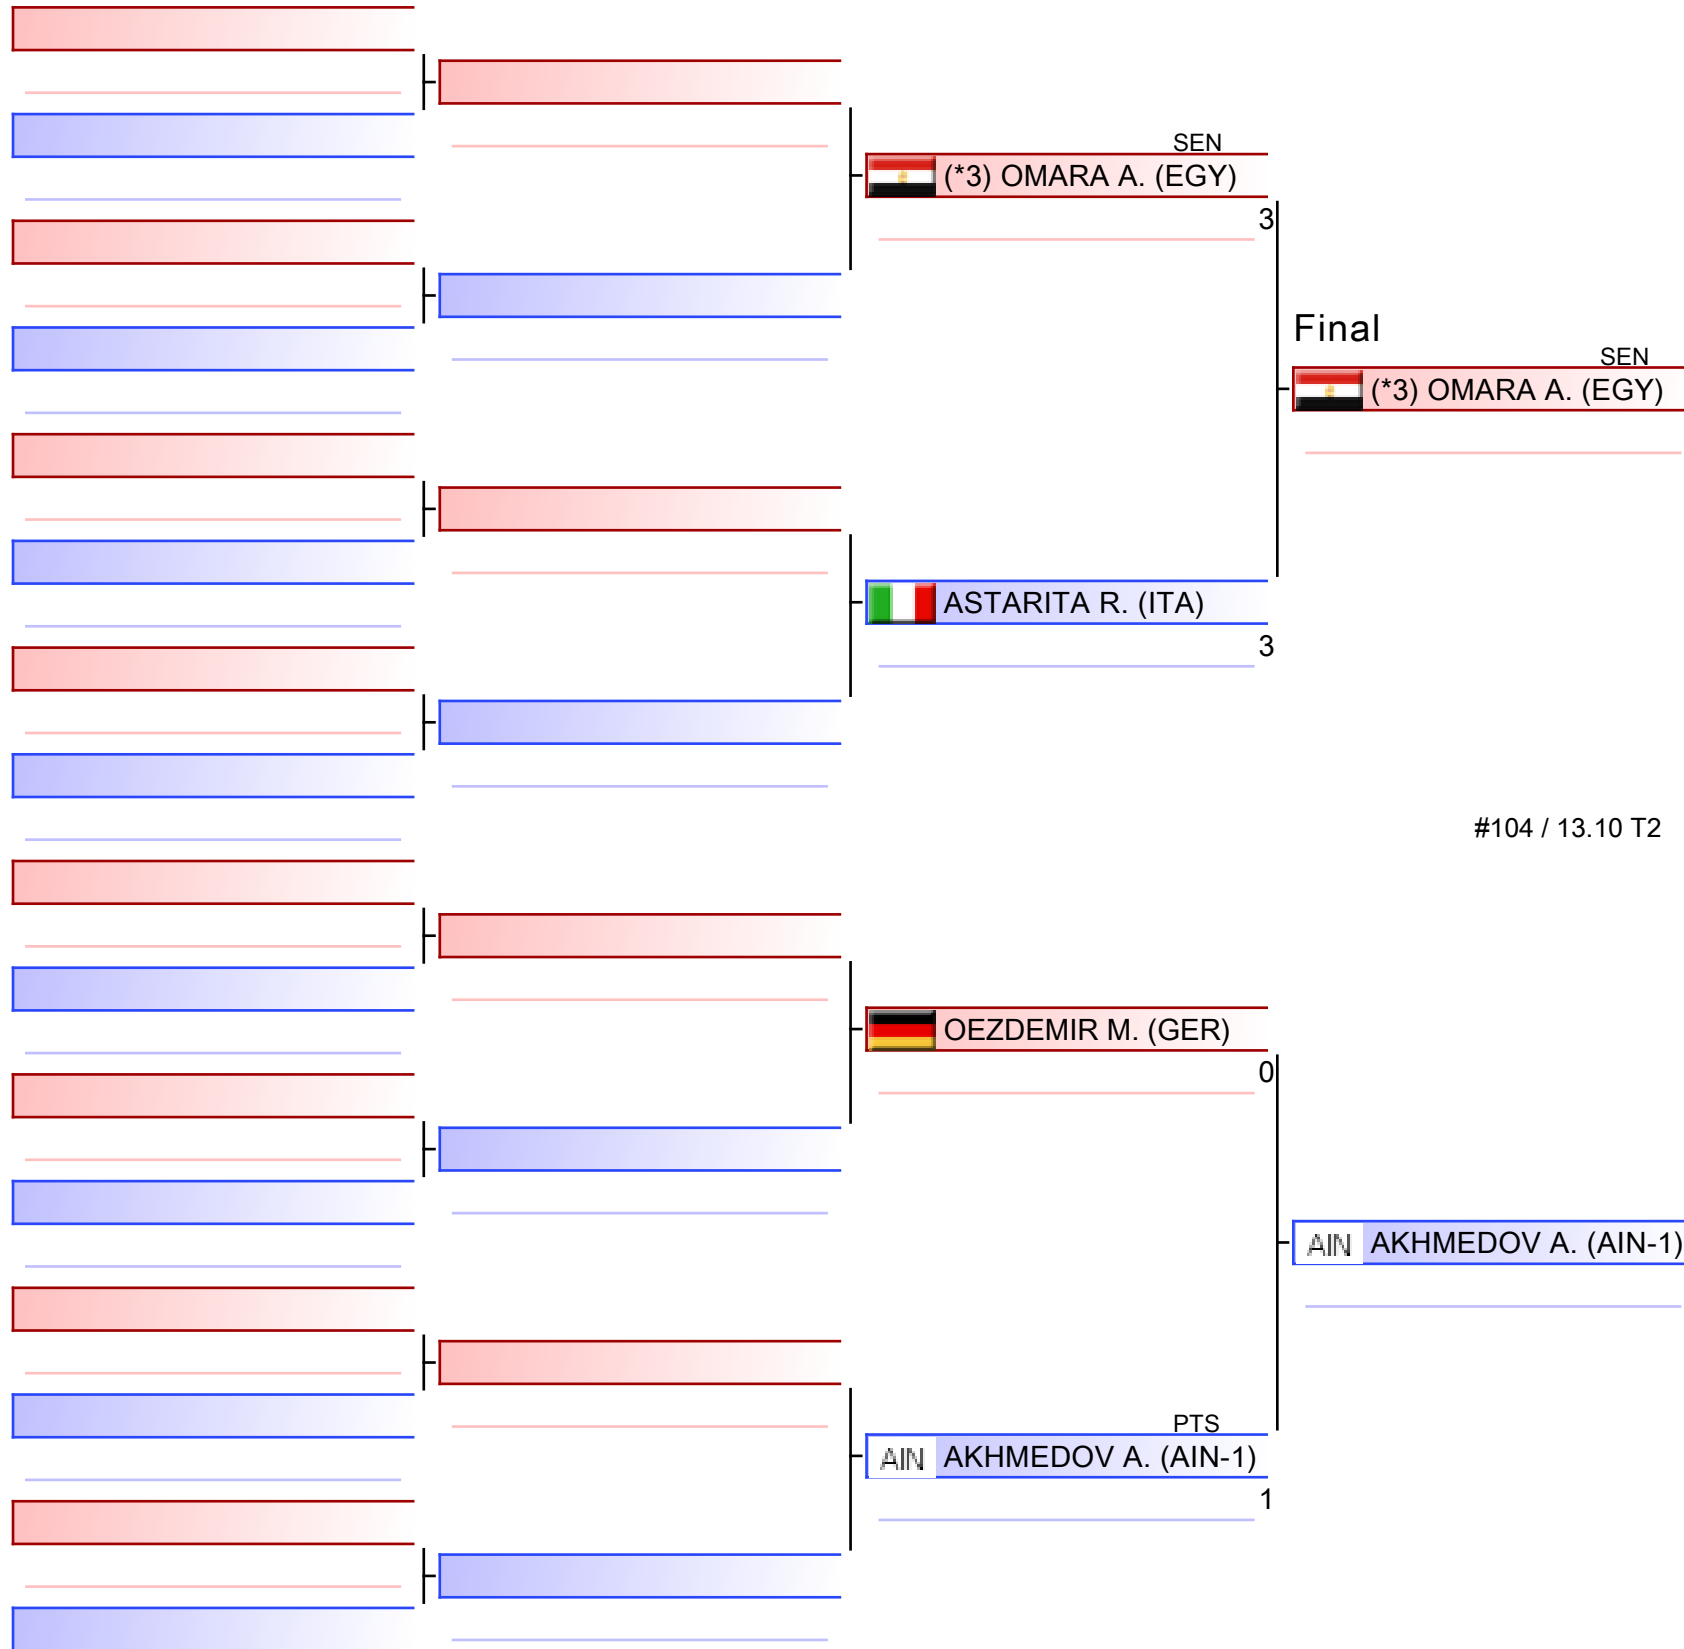 SEN
(*3) OMARA A. (EGY)
3
Final
SEN
(*3) OMARA A. (EGY)
ASTARITA R. (ITA)
3
#104 / 13.10 T2
OEZDEMIR M. (GER)
0
AIN AKHMEDOV A. (AIN-1)
PTS
AIN AKHMEDOV A. (AIN-1)
1